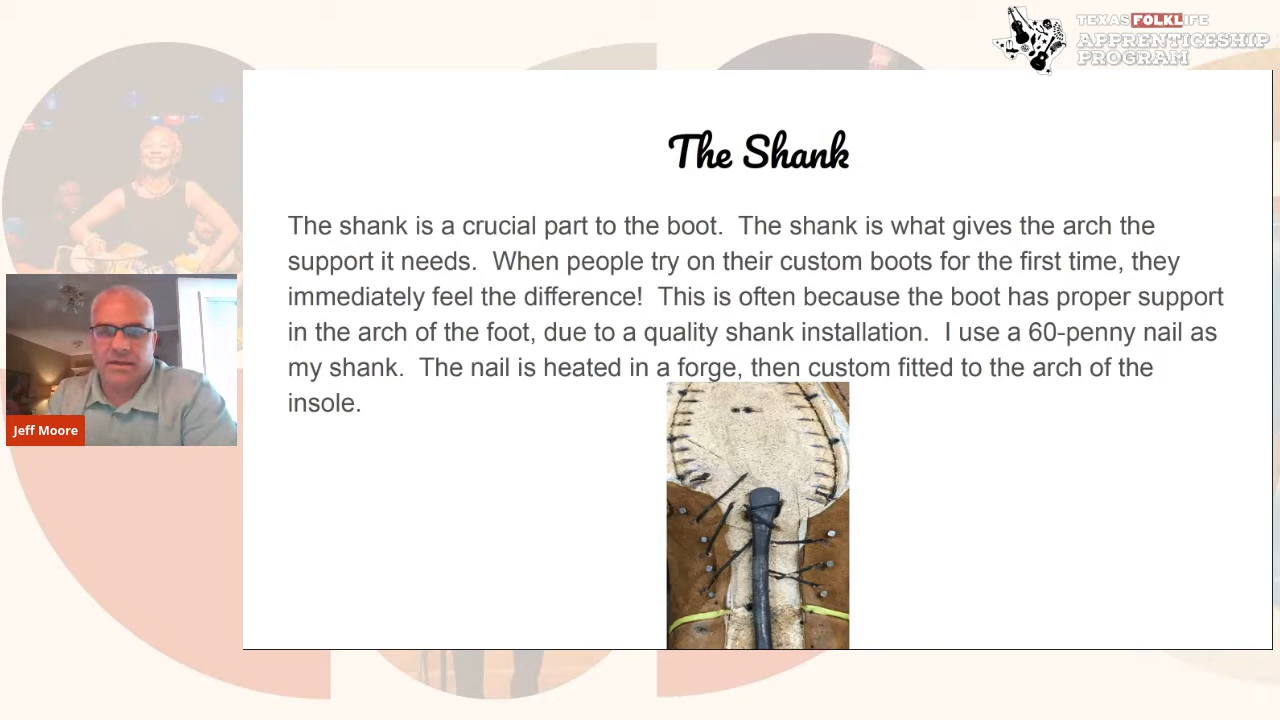 TEXAS FOLKLIFE
APPRENTICESHIP
PROGRAM
The Shank
The shank is a crucial part to the boot.  The shank is what gives the arch the
support it needs.  When people try on their custom boots for the first time, they
immediately feel the difference!  This is often because the boot has proper support
in the arch of the foot, due to a quality shank installation.  I use a 60-penny nail as
my shank.  The nail is heated in a forge, then custom fitted to the arch of the
insole.
Jeff Moore